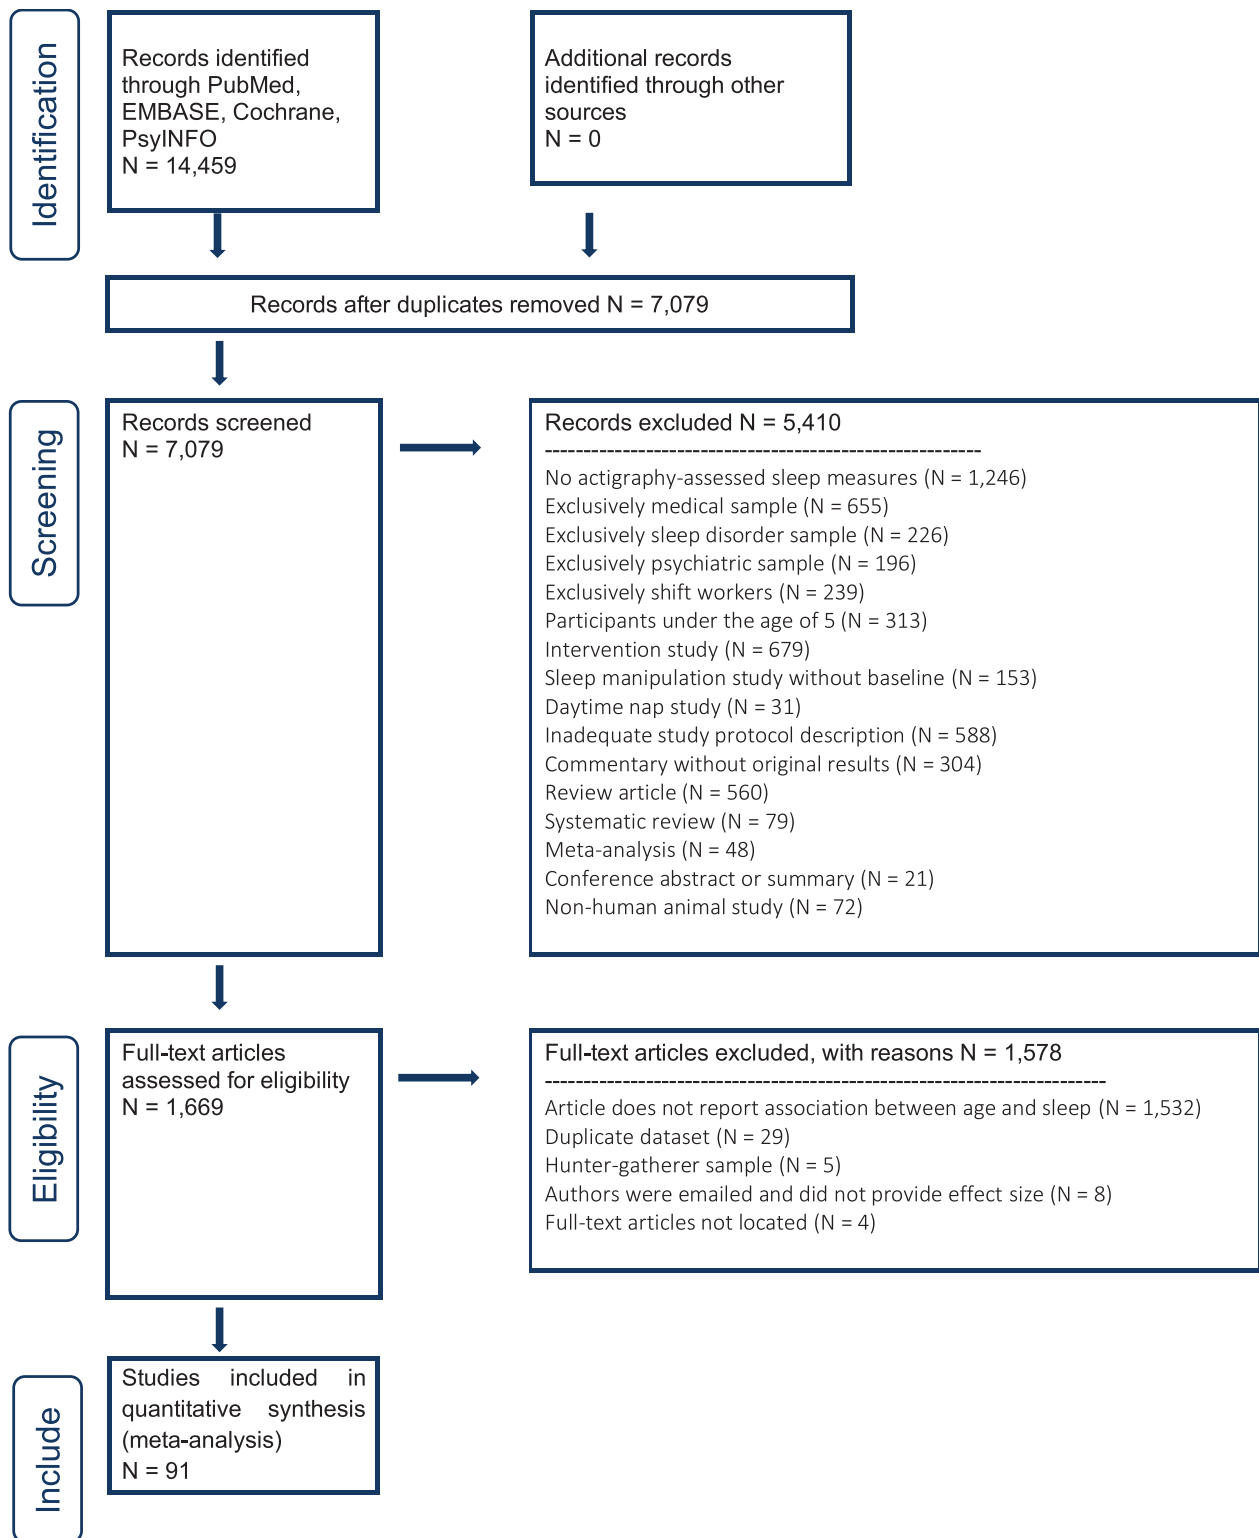 Identification
Records identified
through PubMed,
EMBASE, Cochrane,
PsyINFO
N = 14,459
Additional records
identified through other
sources
N = 0
Records after duplicates removed N = 7,079
Screening
Records screened
N = 7,079
Records excluded N = 5,410
--------------------------------------------------------
No actigraphy-assessed sleep measures (N = 1,246)
Exclusively medical sample (N = 655)
Exclusively sleep disorder sample (N = 226)
Exclusively psychiatric sample (N = 196)
Exclusively shift workers (N = 239)
Participants under the age of 5 (N = 313)
Intervention study (N = 679)
Sleep manipulation study without baseline (N = 153)
Daytime nap study (N = 31)
Inadequate study protocol description (N = 588)
Commentary without original results (N = 304)
Review article (N = 560)
Systematic review (N = 79)
Meta-analysis (N = 48)
Conference abstract or summary (N = 21)
Non-human animal study (N = 72)
Eligibility
Full-text articles
assessed for eligibility
N = 1,669
Full-text articles excluded, with reasons N = 1,578
------------------------------------------------------------------------
Article does not report association between age and sleep (N = 1,532)
Duplicate dataset (N = 29)
Hunter-gatherer sample (N = 5)
Authors were emailed and did not provide effect size (N = 8)
Full-text articles not located (N = 4)
Include
Studies included in
quantitative synthesis
(meta-analysis)
N = 91